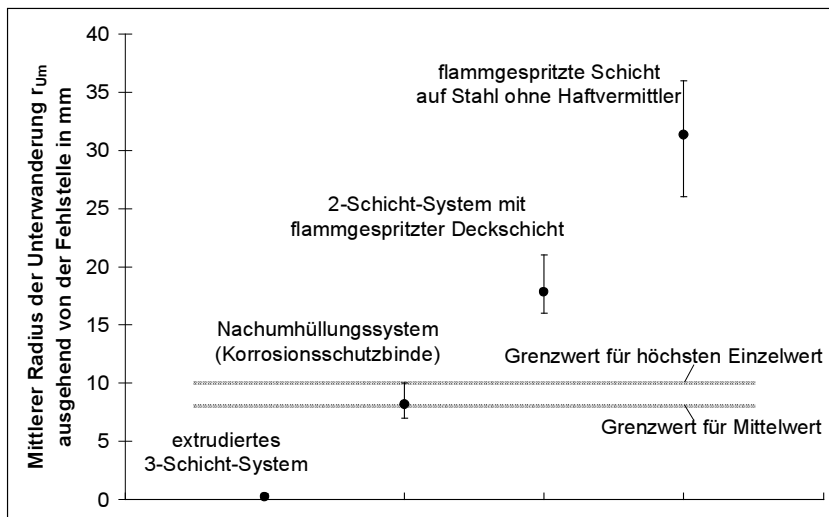 Mittlerer Radius der Unterwanderung rUm
ausgehend von der Fehlstelle in mm
40
35
30
25
20
15
10
5
0
flammgespritzte Schicht
auf Stahl ohne Haftvermittler
2-Schicht-System mit
flammgespritzter Deckschicht
Nachumhüllungssystem
(Korrosionsschutzbinde)
Grenzwert für höchsten Einzelwert
Grenzwert für Mittelwert
extrudiertes
3-Schicht-System